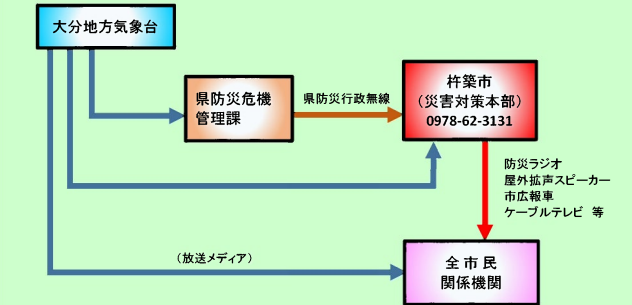 大分地方気象台
県防災危機
管理課
県防災行政無線
杵築市
（災害対策本部）
0978-62-3131
防災ラジオ
屋外拡声スピーカー
市広報車
ケーブルテレビ 等
（放送メディア）
全 市 民
関係機関